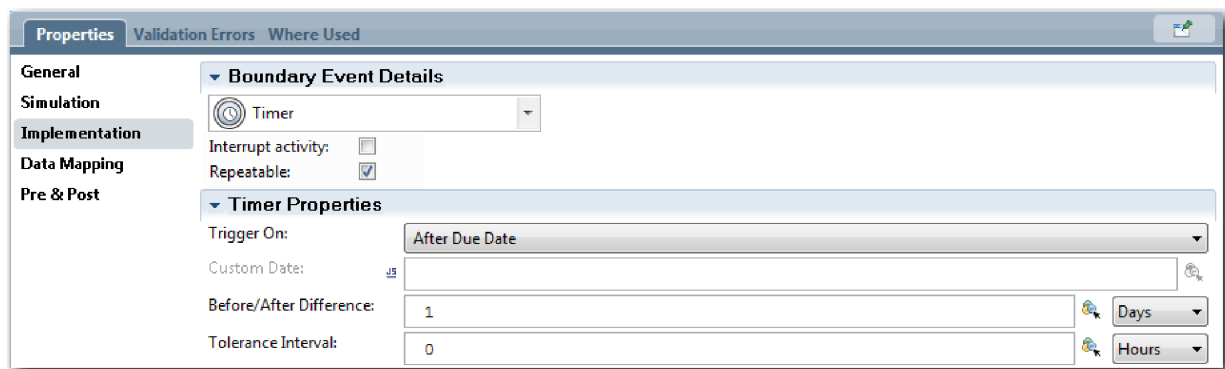 Properties Validation Errors Where Used
General
Simulation
Implementation
Data Mapping
Pre & Post
Boundary Event Details
Timer
Interrupt activity:
Repeatable:
Timer Properties
Trigger On: After Due Date
Custom Date: JS
Before/After Difference: 1 Days
Tolerance Interval: 0 Hours